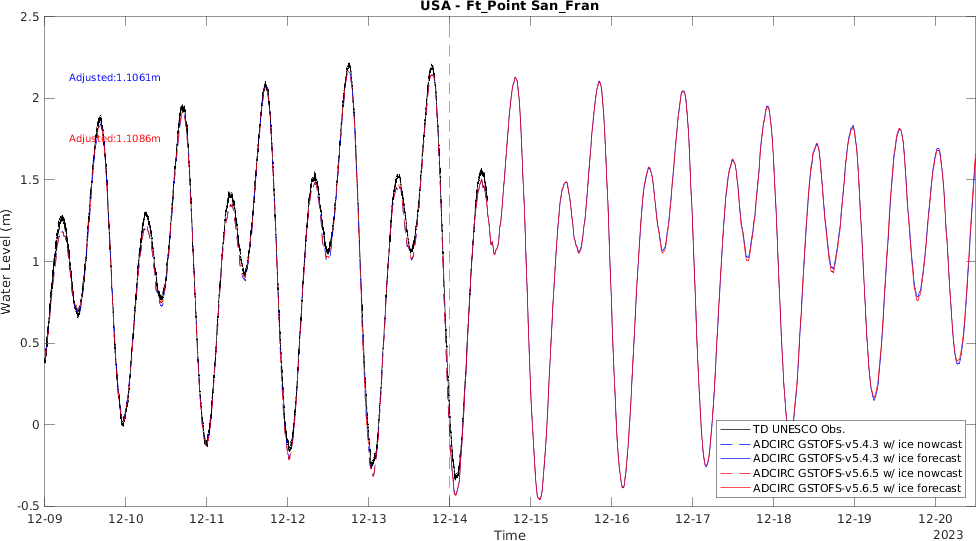 USA - Ft_Point San_Fran
2.5
2
1.5
1
0.5
0
-0.5
Water Level (m)
Adjusted:1.1061m
Adjusted:1.1086m
TD UNESCO Obs.
ADCIRC GSTOFS-v5.4.3 w/ ice nowcast
ADCIRC GSTOFS-v5.4.3 w/ ice forecast
ADCIRC GSTOFS-v5.6.5 w/ ice nowcast
ADCIRC GSTOFS-v5.6.5 w/ ice forecast
12-09 12-10 12-11 12-12 12-13 12-14 12-15 12-16 12-17 12-18 12-19 12-20
Time
2023